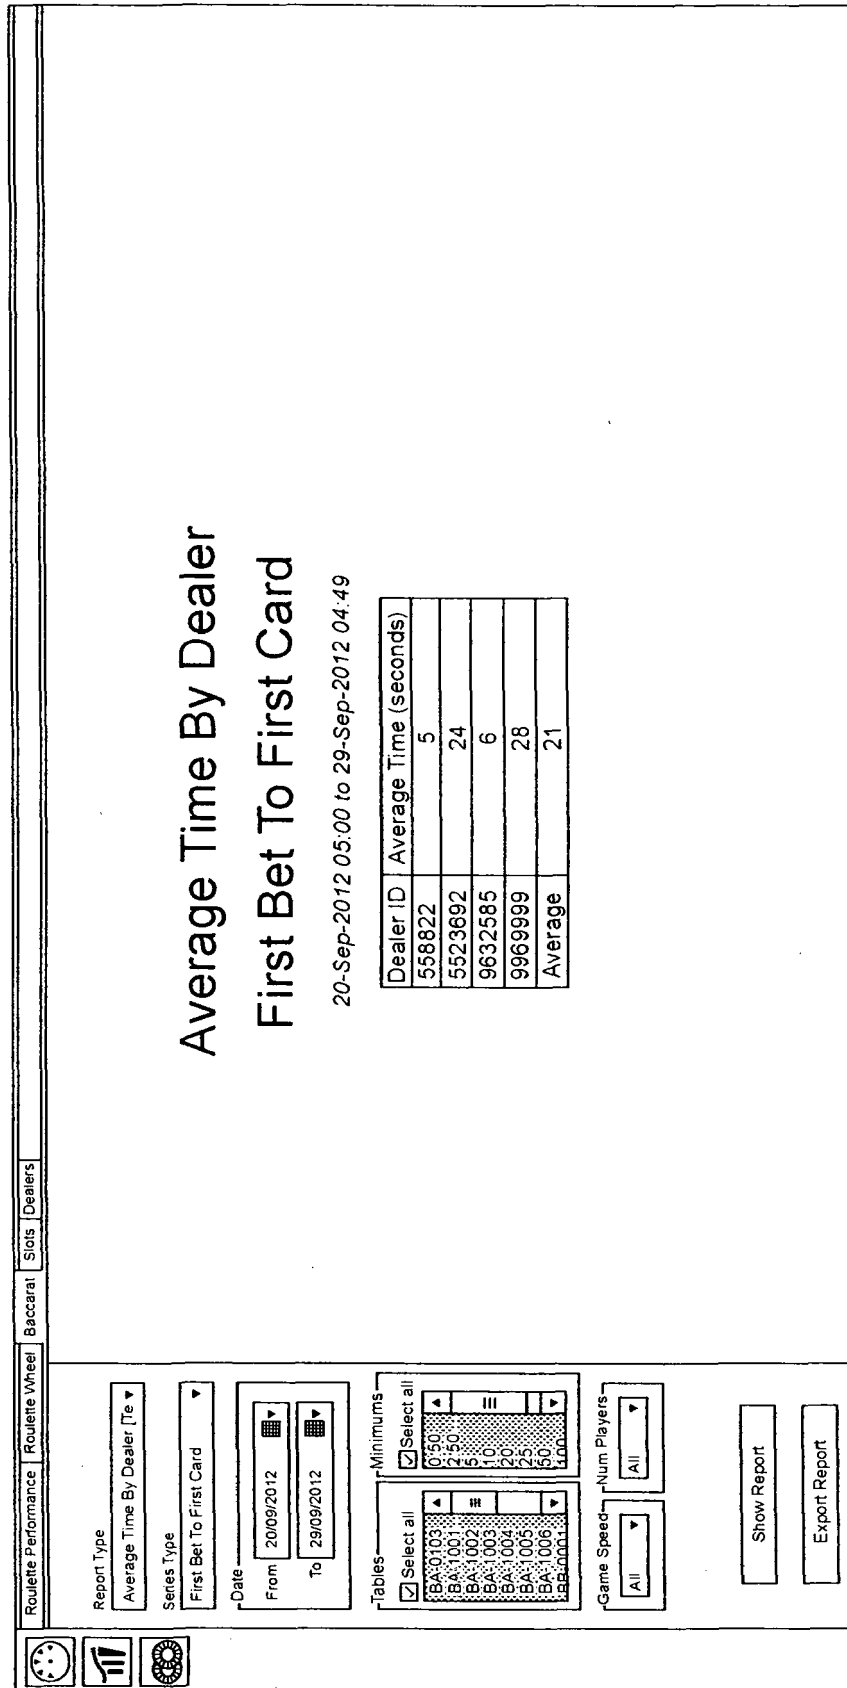 Roulette Performance Roulette Wheel Baccarat Slots Dealers
Report Type
Average Time By Dealer [Te
Series Type
First Bet To First Card
Date
From 20/09/2012
To 29/09/2012
Tables
Select all
BA-0103
BA-1001
BA-1002
BA-1003
BA-1004
BA-1005
BA-1006
BB-0001
Minimums
Select all
0.50
2.50
5
10
20
25
50
100
Game Speed
All
Num Players
All
Show Report
Export Report
Average Time By Dealer
First Bet To First Card
20-Sep-2012 05:00 to 29-Sep-2012 04:49
Dealer ID Average Time (seconds)
558822 5
5523692 24
9632585 6
9969999 28
Average 21